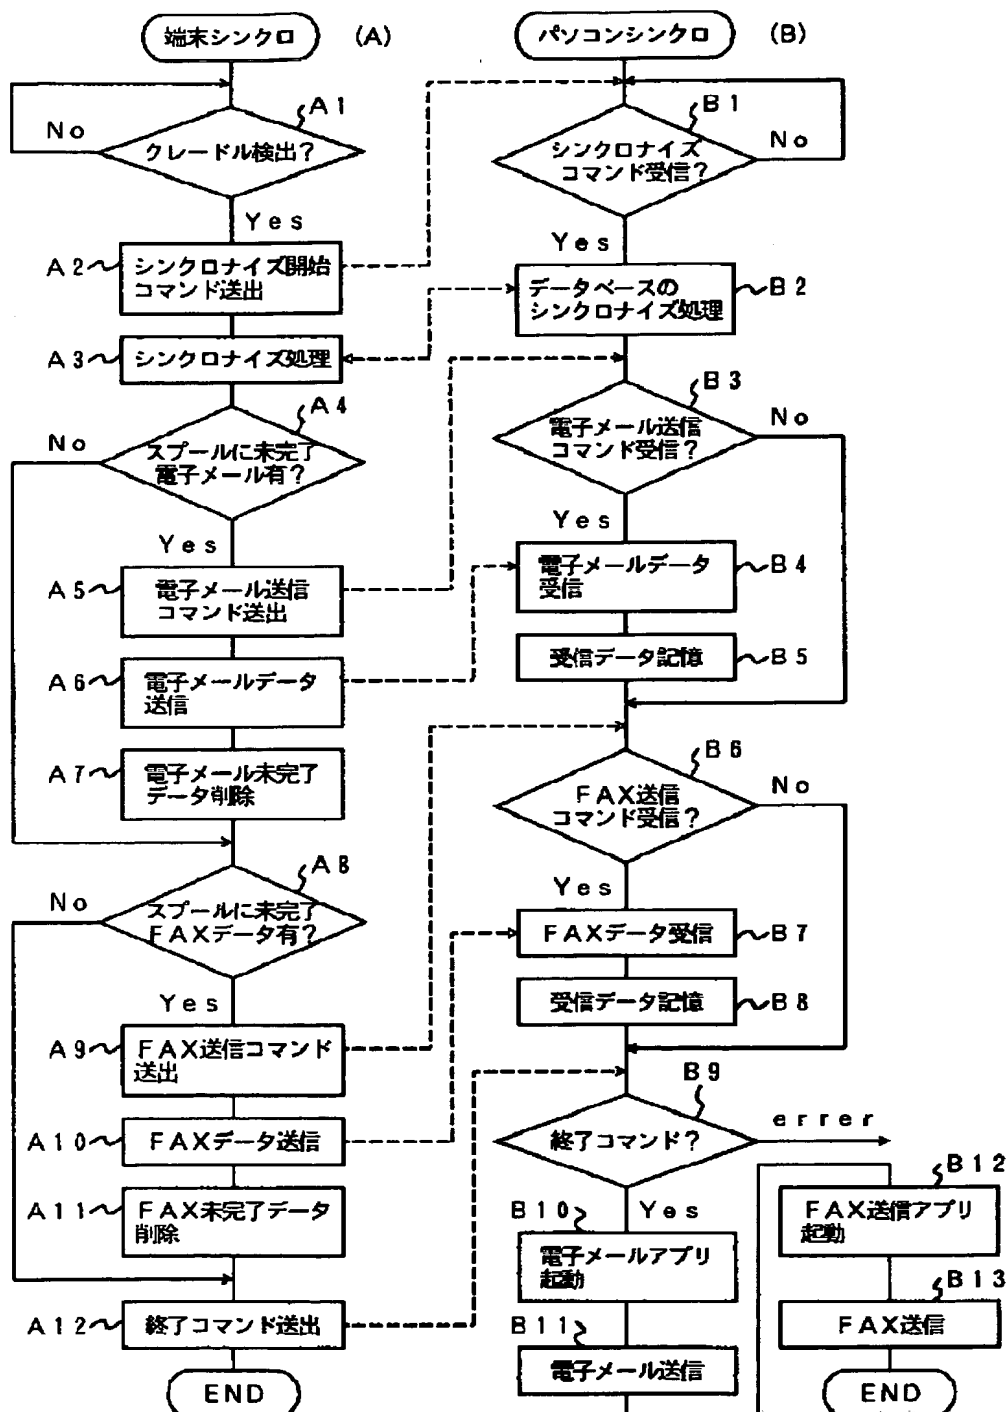 端末シンクロ
(A)
A1
No
クレードル検出？
Yes
A2
シンクロナイズ開始
コマンド送出
A3
シンクロナイズ処理
A4
No
スプールに未完了
電子メール有？
Yes
A5
電子メール送信
コマンド送出
A6
電子メールデータ
送信
A7
電子メール未完了
データ削除
A8
No
スプールに未完了
FAXデータ有？
Yes
A9
FAX送信コマンド
送出
A10
FAXデータ送信
A11
FAX未完了データ
削除
A12
終了コマンド送出
END
パソコンシンクロ
(B)
B1
シンクロナイズ
コマンド受信？
No
Yes
B2
データベースの
シンクロナイズ処理
B3
電子メール送信
コマンド受信？
No
Yes
B4
電子メールデータ
受信
B5
受信データ記憶
B6
FAX送信
コマンド受信？
No
Yes
B7
FAXデータ受信
B8
受信データ記憶
B9
終了コマンド？
errer
Yes
B10
電子メールアプリ
起動
B11
電子メール送信
B12
FAX送信アプリ
起動
B13
FAX送信
END